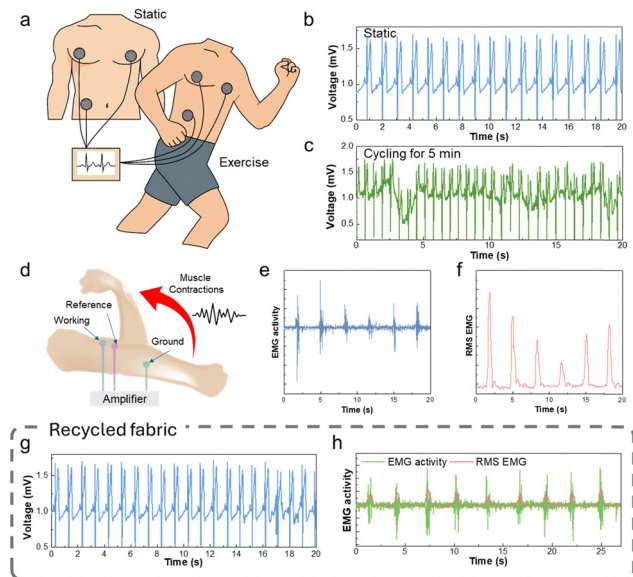 a
Static
Exercise
b
Static
Voltage (mV)
1.5
1.0
0.5
0 2 4 6 8 10 12 14 16 18 20
Time (s)
c
Cycling for 5 min
Voltage (mV)
2.0
1.5
1.0
0.5
0 5 10 15 20
Time (s)
d
Muscle
Contractions
Reference
Working
Ground
Amplifier
e
EMG activity
0 5 10 15 20
Time (s)
f
RMS EMG
0 5 10 15 20
Time (s)
Recycled fabric
g
Voltage (mV)
1.5
1.0
0.5
0 2 4 6 8 10 12 14 16 18 20
Time (s)
h
EMG activity RMS EMG
EMG activity
0 5 10 15 20 25
Time (s)